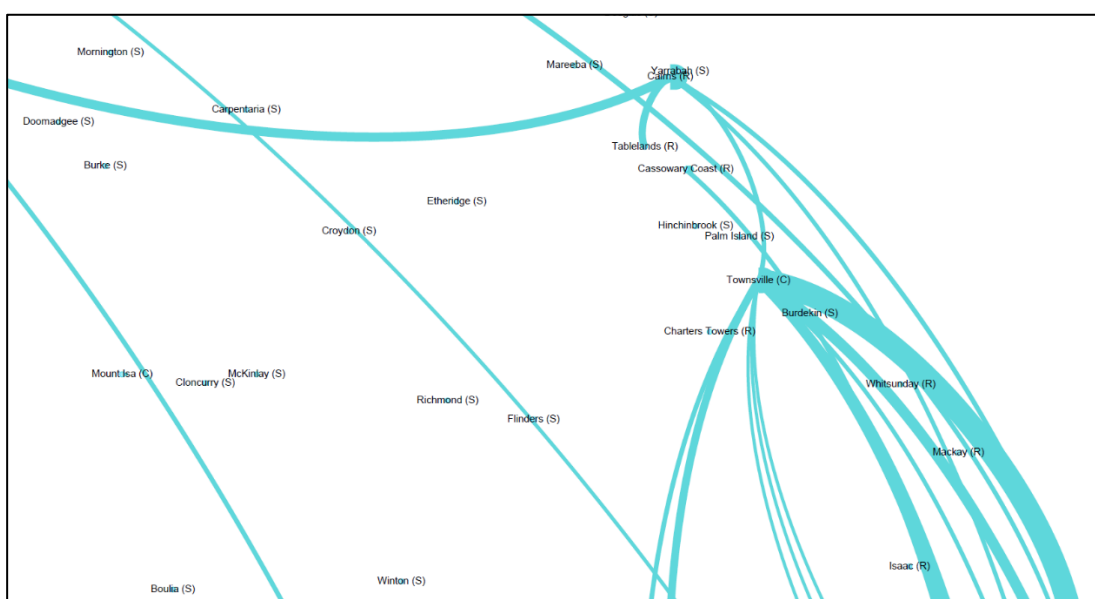 Mornington (S)
Mareeba (S)
Yarrabah (S)
Cairns (R)
Carpentaria (S)
Doomadgee (S)
Tablelands (R)
Burke (S)
Cassowary Coast (R)
Etheridge (S)
Hinchinbrook (S)
Croydon (S)
Palm Island (S)
Townsville (C)
Burdekin (S)
Charters Towers (R)
Mount Isa (C)
McKinlay (S)
Cloncurry (S)
Whitsunday (R)
Richmond (S)
Flinders (S)
Mackay (R)
Isaac (R)
Winton (S)
Boulia (S)